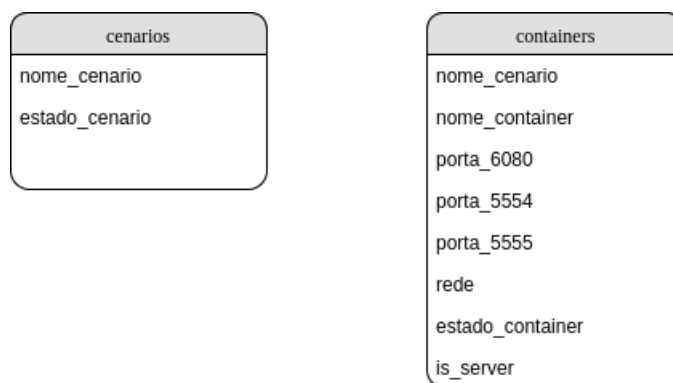 cenarios
nome_cenario
estado_cenario
containers
nome_cenario
nome_container
porta_6080
porta_5554
porta_5555
rede
estado_container
is_server